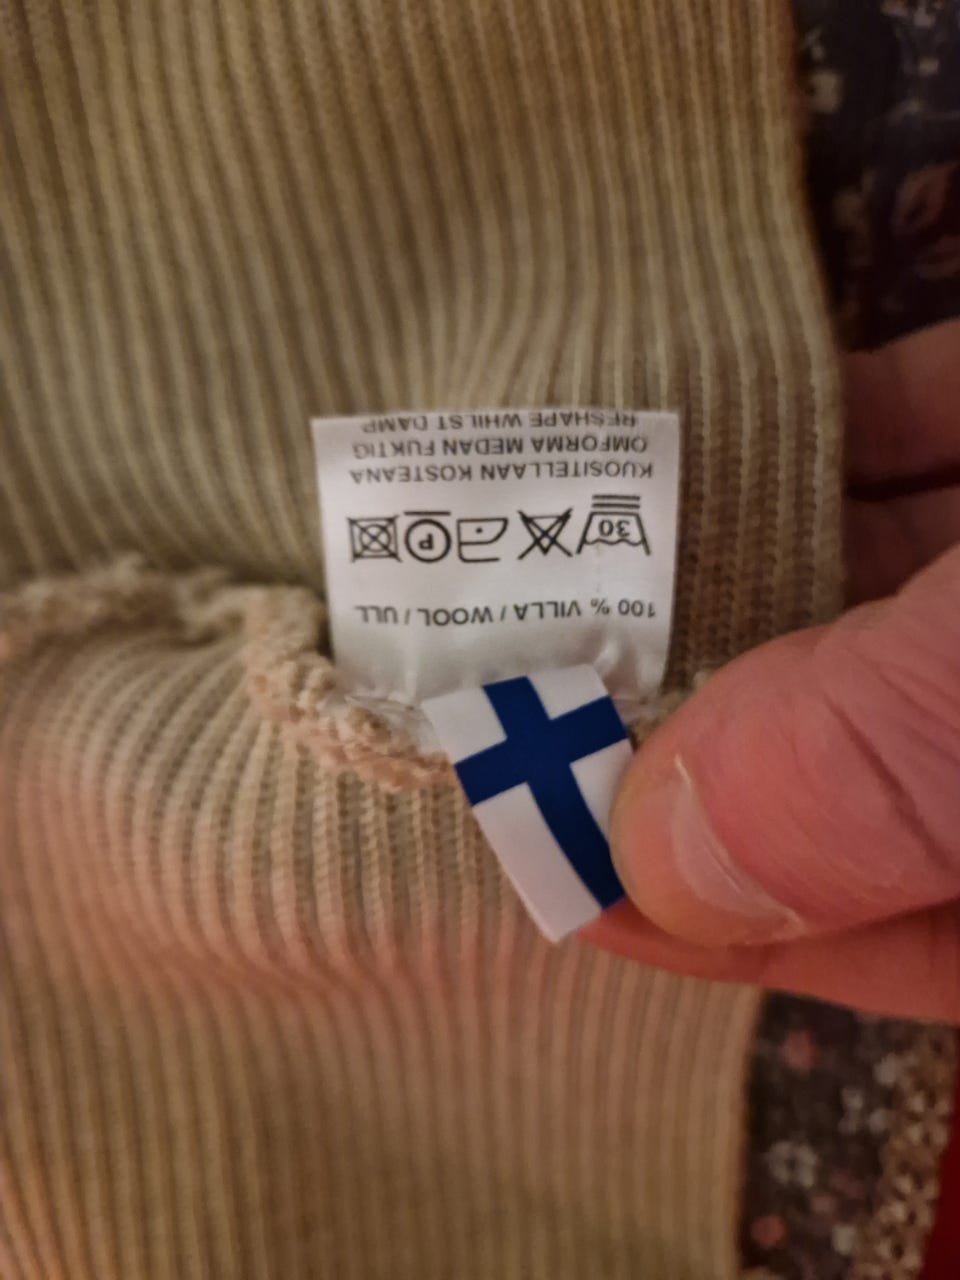 100 % VILLA / WOOL / ULL
30 P
KUOSITELLAAN KOSTEANA
OMFORMA MEDAN FUKTIG
RESHAPE WHILST DAMP